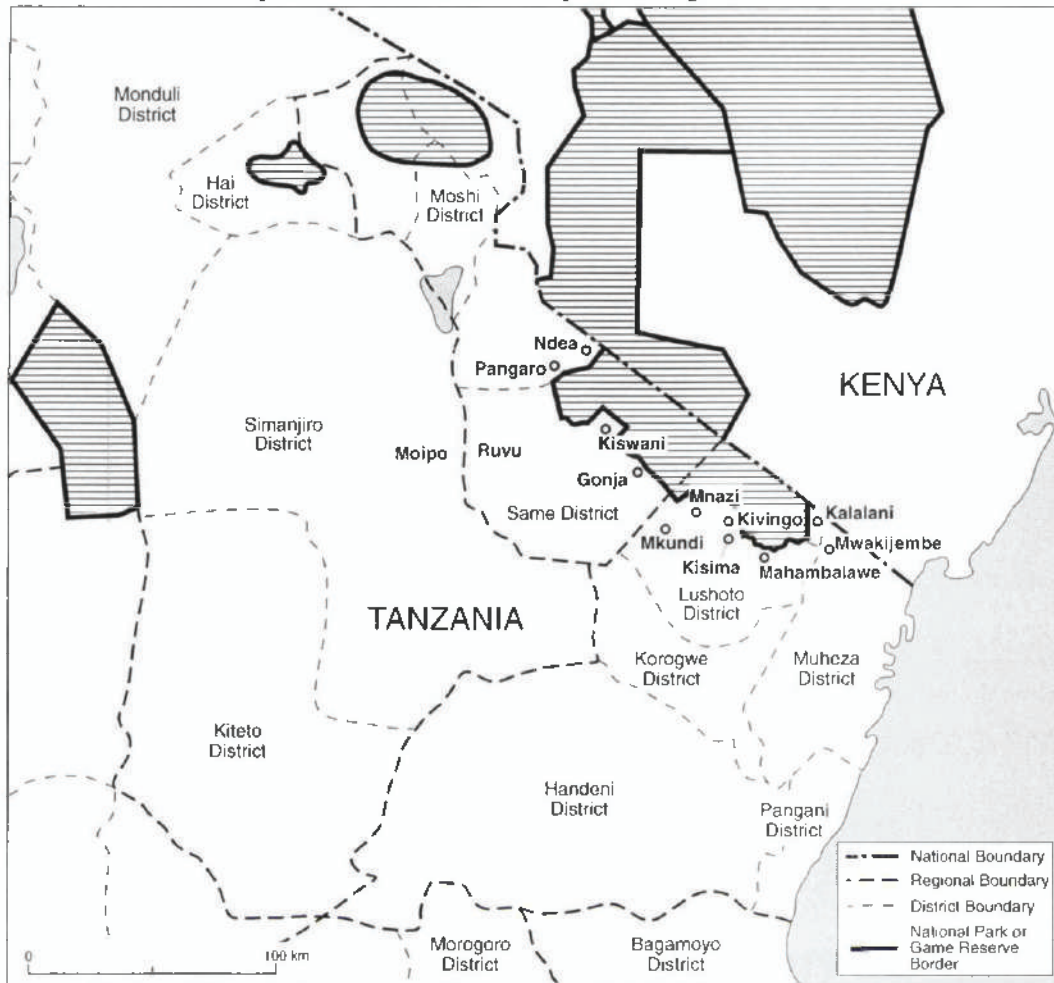 Monduli
District
Hai
District
Moshi
District
Ndea
Pangaro
KENYA
Simanjiro
District
Moipo
Ruvu
Kiswani
Gonja
Mnazi
Same District
Kivingo
Kalalani
Mkundi
Mwakijembe
Kisima
Mahambalawe
Lushoto
District
TANZANIA
Korogwe
District
Muheza
District
Kiteto
District
Handeni
District
Pangani
District
National Boundary
Regional Boundary
District Boundary
National Park or
Game Reserve
Border
Morogoro
District
Bagamoyo
District
0
100 km